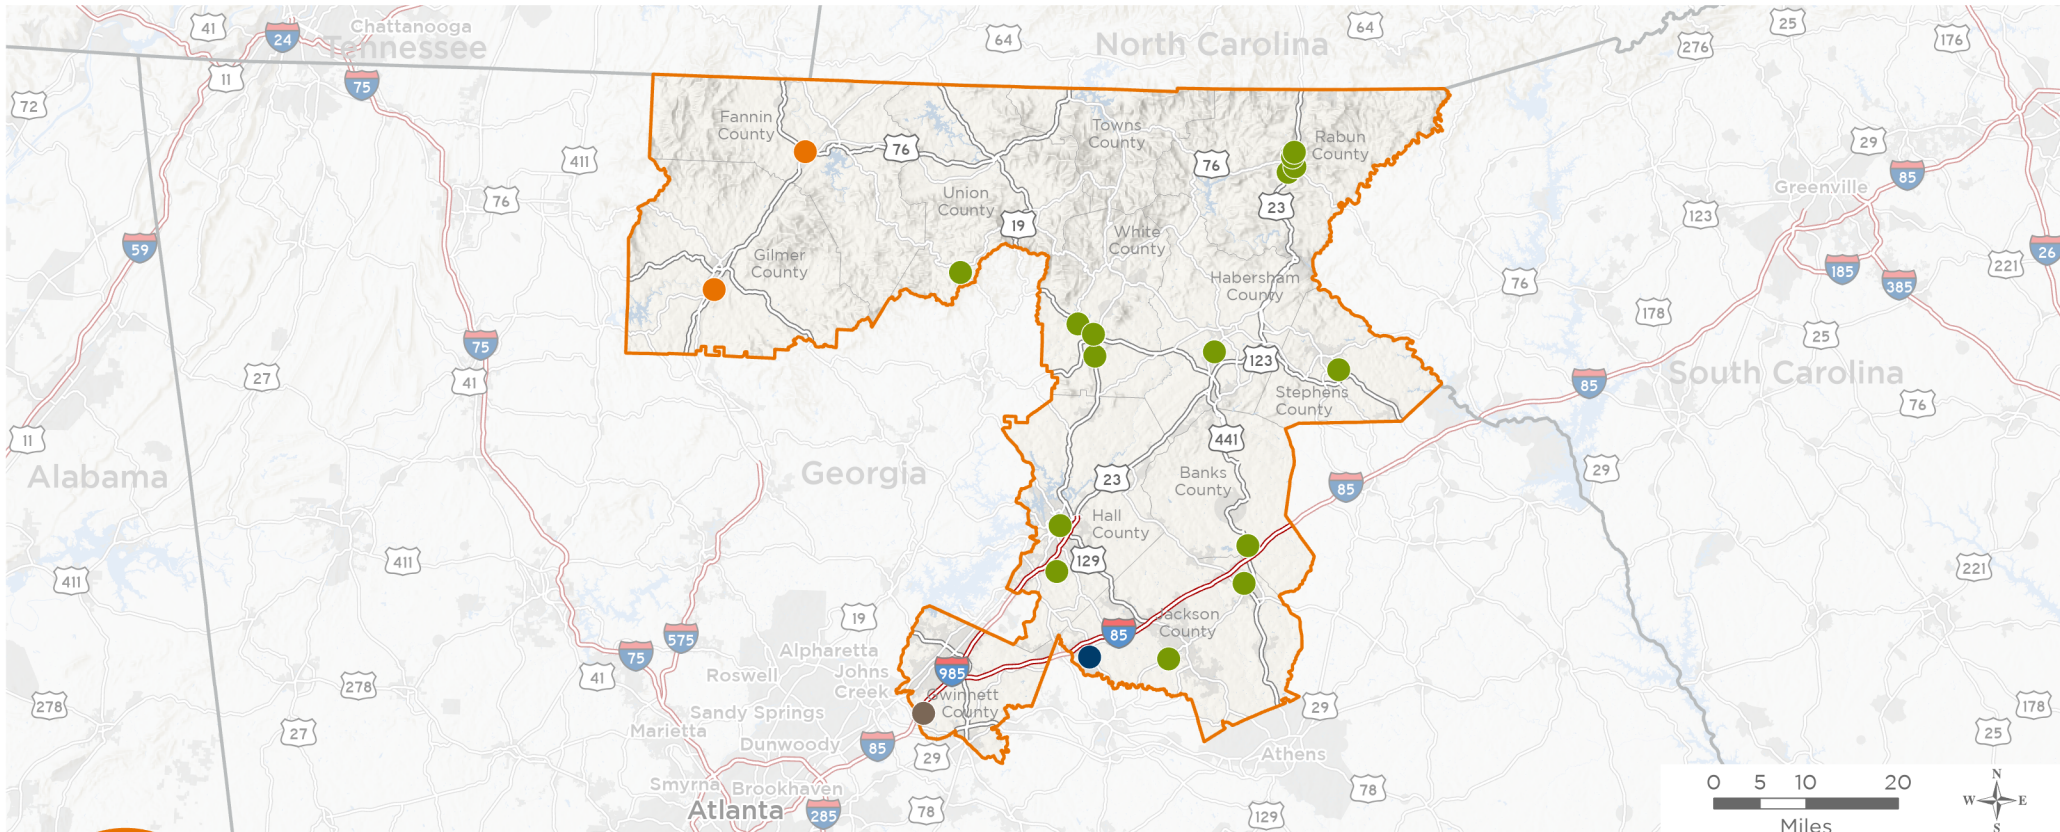 41
Chattanooga
24
Tennessee
64
North Carolina
64
25
276
176
11
75
72
Fannin
County
76
411
Towns
County
76
Rabun
County
29
85
Greenville
76
Union
County
19
23
123
White
County
59
Gilmer
County
26
221
185
385
Habersham
County
76
178
75
25
27
41
123
85
South Carolina
Stephens
County
76
11
441
Alabama
Georgia
23
Banks
County
85
29
Hall
County
411
129
411
221
19
85
Jackson
County
75
575
Alpharetta
Johns
Creek
Roswell
985
41
278
Gwinnett
County
278
29
178
Sandy Springs
Marietta
27
85
Dunwoody
29
Athens
25
Smyrna
Brookhaven
Atlanta
285
78
129
78
0 5 10 20
Miles
N
W E
S